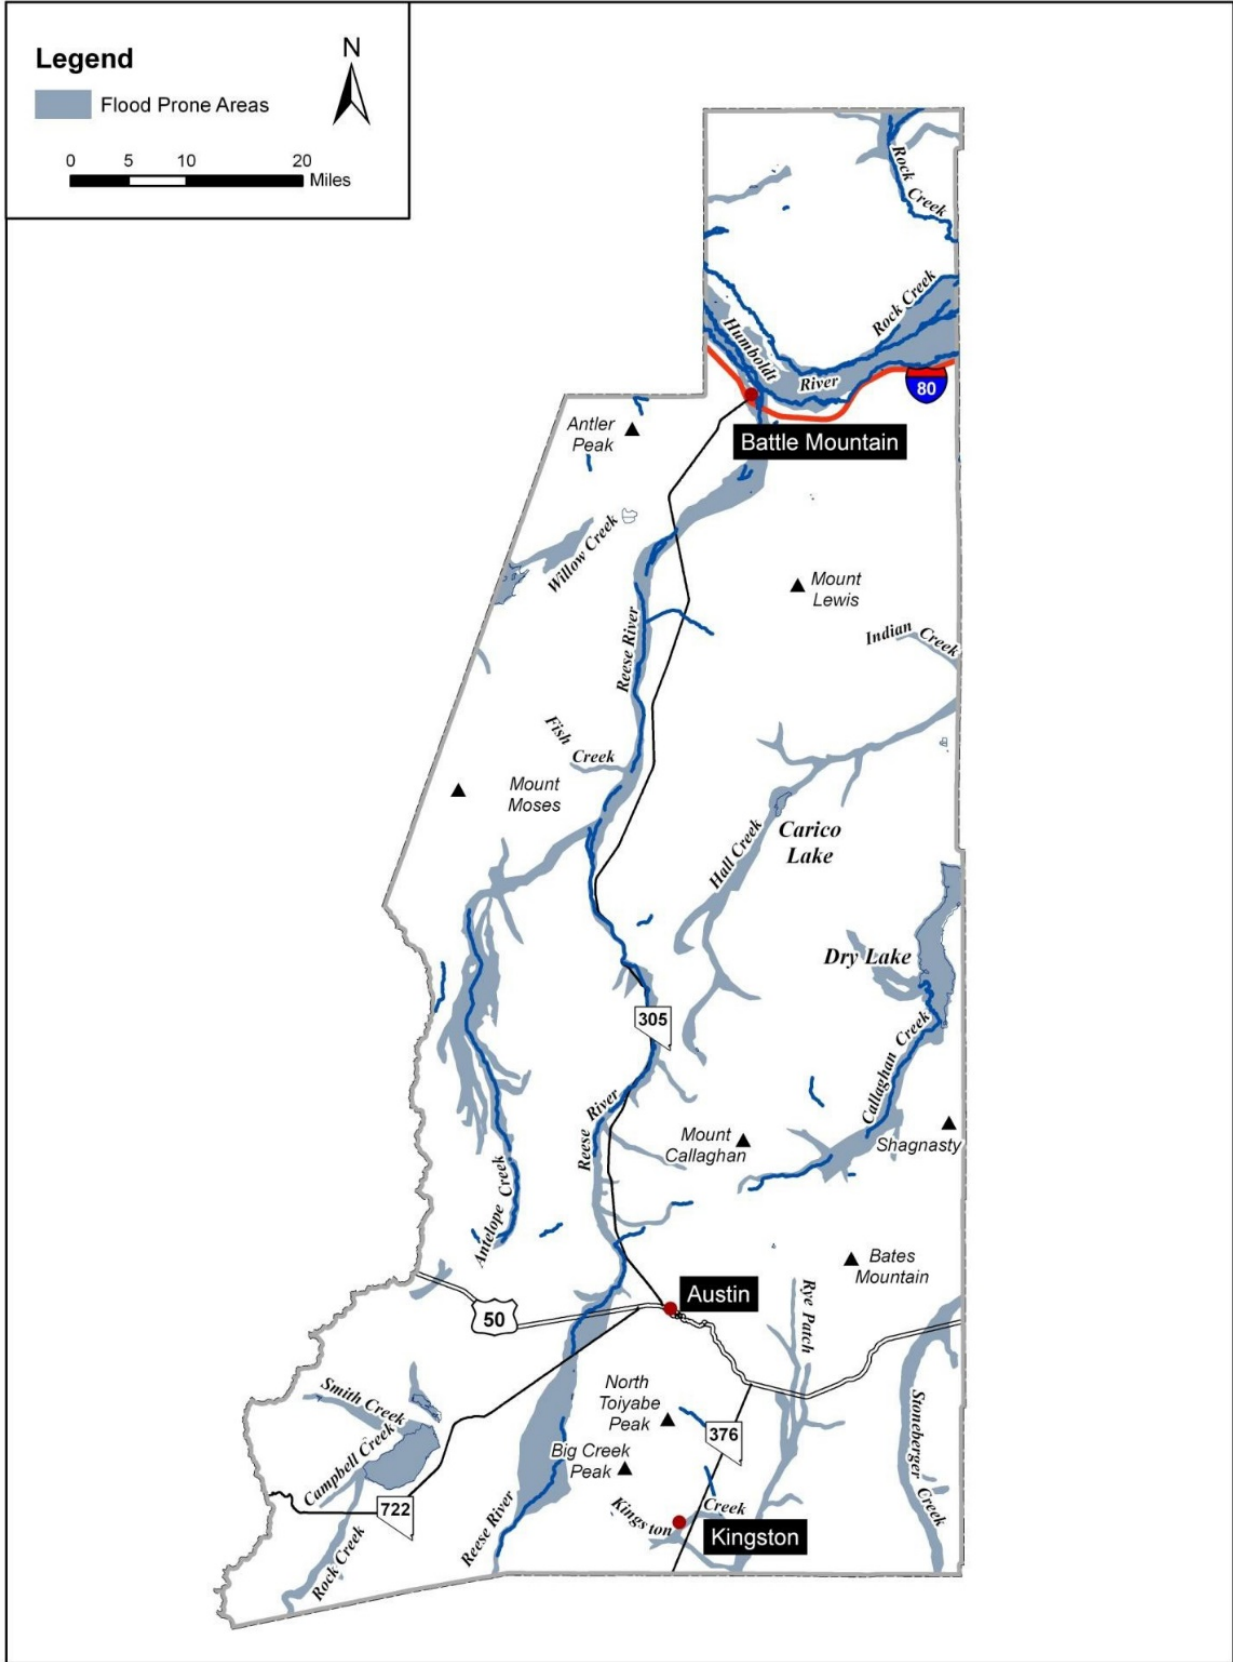 Legend
N
Flood Prone Areas
0 5 10 20
Miles
Rock Creek
Rock Creek
Humboldt
River
80
Antler
Peak
Battle Mountain
Willow Creek
Mount
Lewis
Indian Creek
Reese River
Fish
Creek
Mount
Moses
Carico
Lake
Hall Creek
Dry Lake
305
Callaghan Creek
Reese River
Mount
Callaghan
Shagnasty
Antelope Creek
Bates
Mountain
Austin
50
Rye Patch
North
Toiyabe
Peak
Smith Creek
376
Stoneberger Creek
Campbell Creek
Big Creek
Peak
722
Reese River
Kingston Creek
Kingston
Rock Creek